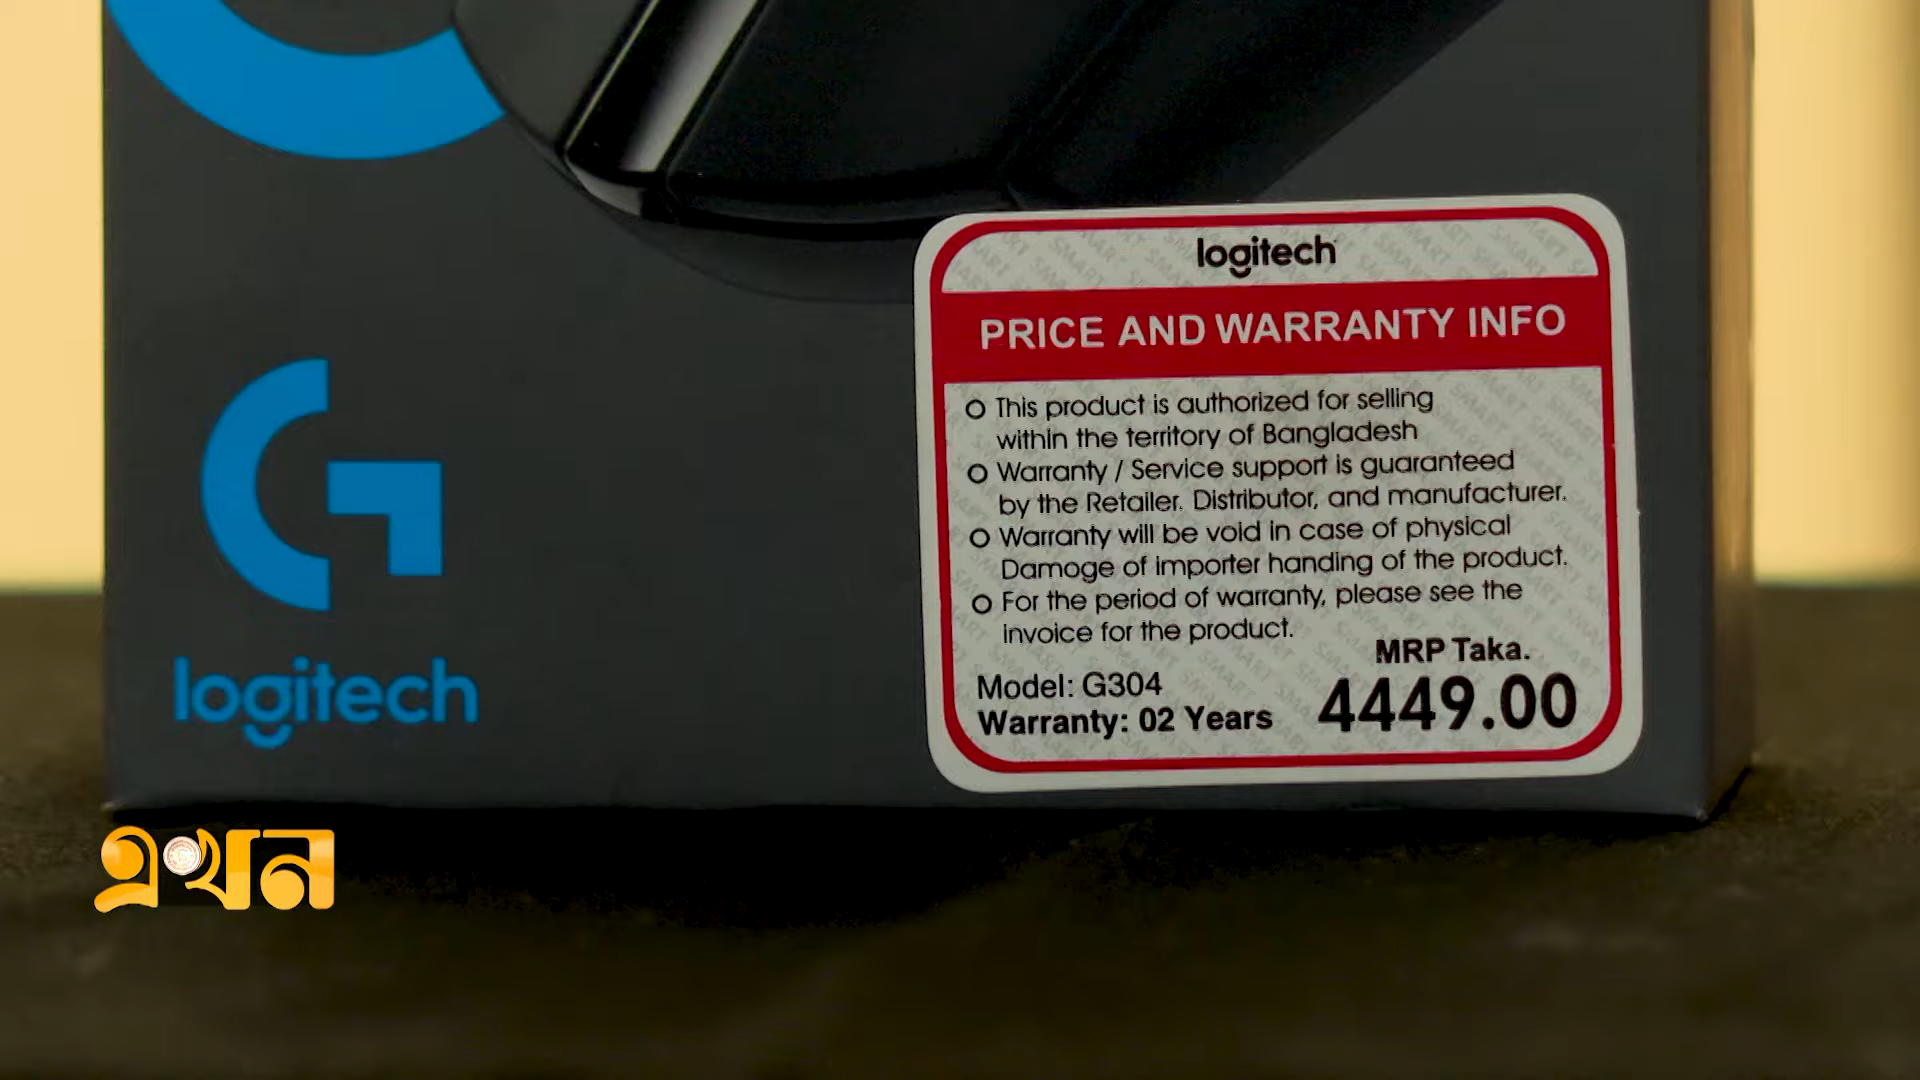 logitech
PRICE AND WARRANTY INFO
This product is authorized for selling
within the territory of Bangladesh
Warranty / Service support is guaranteed
by the Retailer. Distributor, and manufacturer.
Warranty will be void in case of physical
Damoge of importer handing of the product.
For the period of warranty, please see the
invoice for the product.
MRP Taka.
Model: G304
4449.00
Warranty: 02 Years
G
logitech
এখন